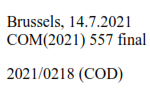 Brussels, 14.7.2021
COM(2021) 557 final
2021/0218 (COD)